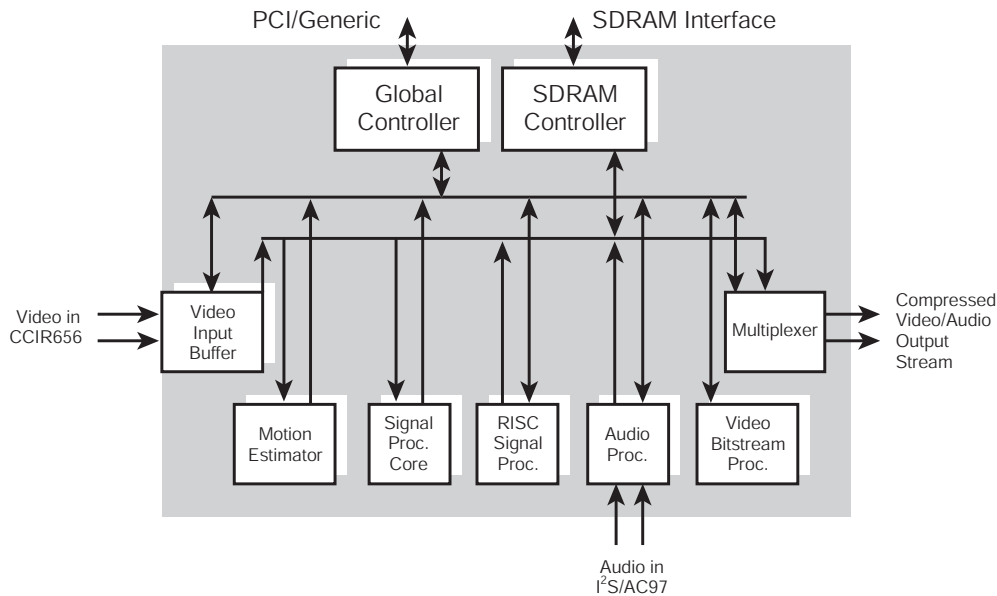 PCI/Generic
SDRAM Interface
Global
Controller
SDRAM
Controller
Video in
CCIR656
Video
Input
Buffer
Multiplexer
Compressed
Video/Audio
Output
Stream
Motion
Estimator
Signal
Proc.
Core
RISC
Signal
Proc.
Audio
Proc.
Video
Bitstream
Proc.
Audio in
I²S/AC97